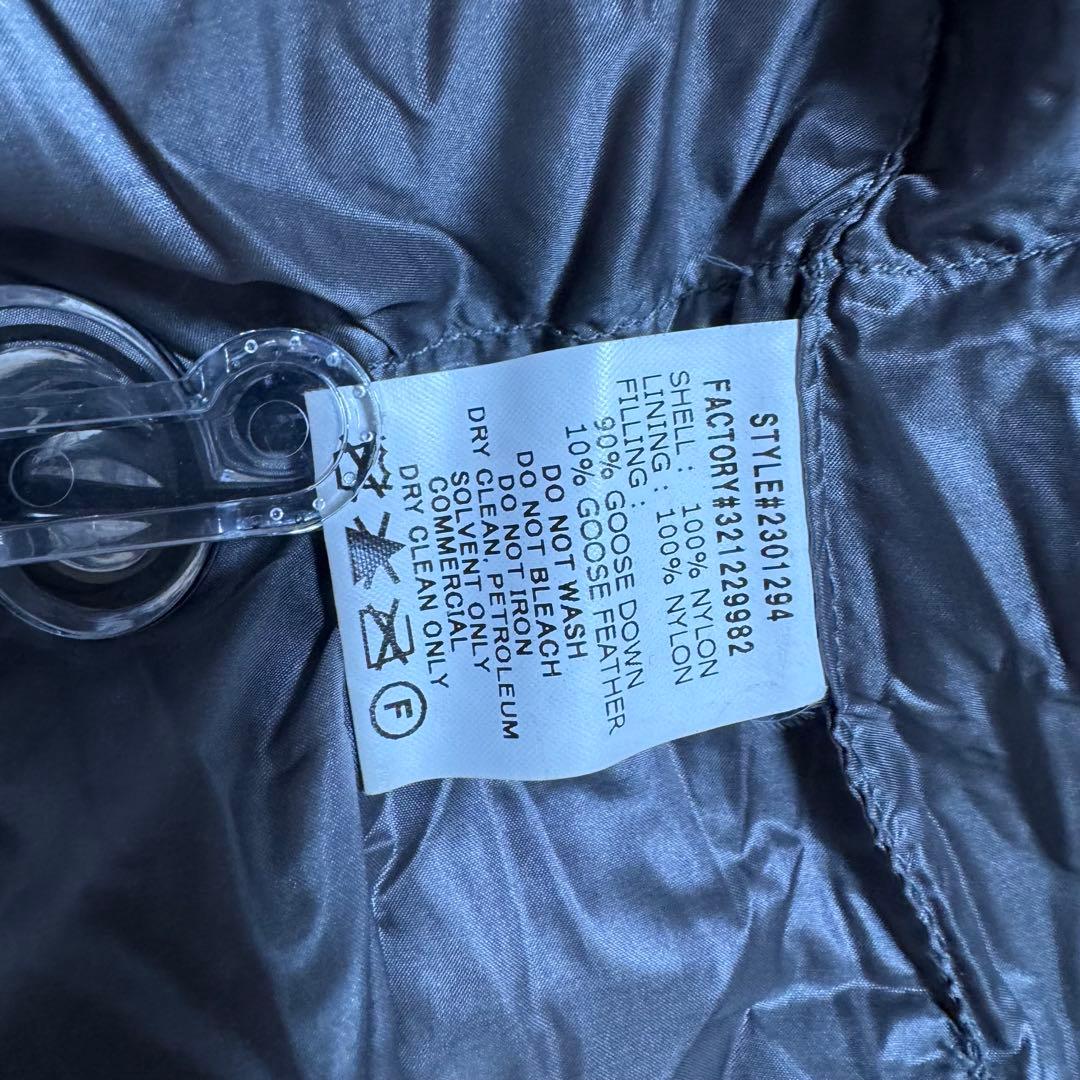 STYLE#2301294
FACTORY#321229982
SHELL: 100% NYLON
LINING: 100% NYLON
FILLING:
90% GOOSE DOWN
10% GOOSE FEATHER
DO NOT WASH
DO NOT BLEACH
DO NOT IRON
DRY CLEAN, PETROLEUM
SOLVENT ONLY
COMMERCIAL
DRY CLEAN ONLY
F